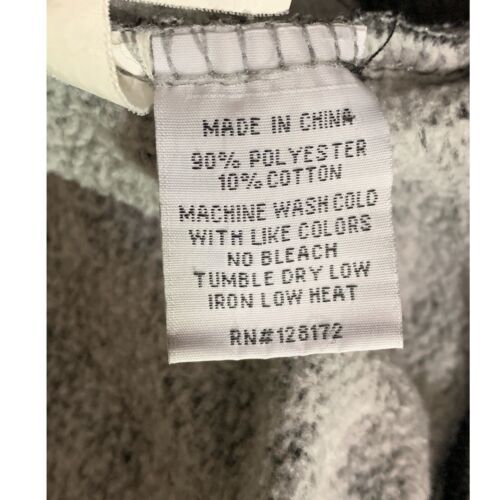 MADE IN CHINA
90% POLYESTER
10% COTTON
MACHINE WASH COLD
WITH LIKE COLORS
NO BLEACH
TUMBLE DRY LOW
IRON LOW HEAT
RN#128172